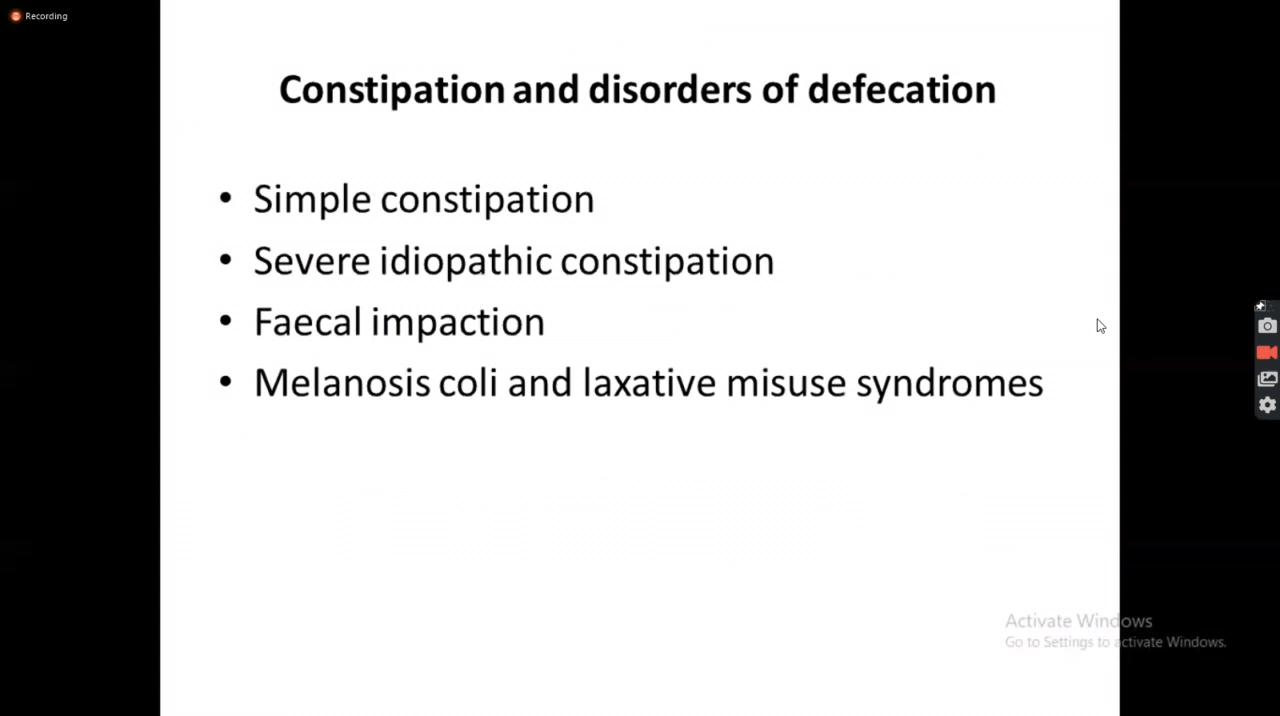 Recording
Constipation and disorders of defecation
• Simple constipation
• Severe idiopathic constipation
• Faecal impaction
• Melanosis coli and laxative misuse syndromes
Activate Windows
Go to Settings to activate Windows.